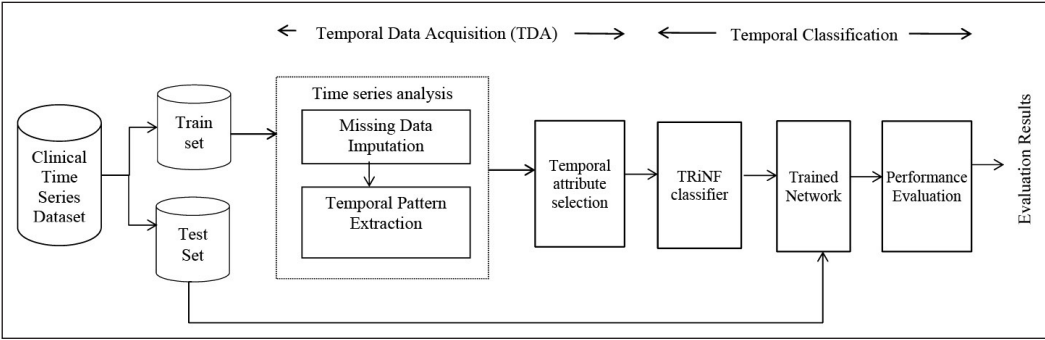 Temporal Data Acquisition (TDA)
Temporal Classification
Clinical
Time
Series
Dataset
Train
set
Test
Set
Time series analysis
Missing Data
Imputation
Temporal Pattern
Extraction
Temporal
attribute
selection
TRiNF
classifier
Trained
Network
Performance
Evaluation
Evaluation Results